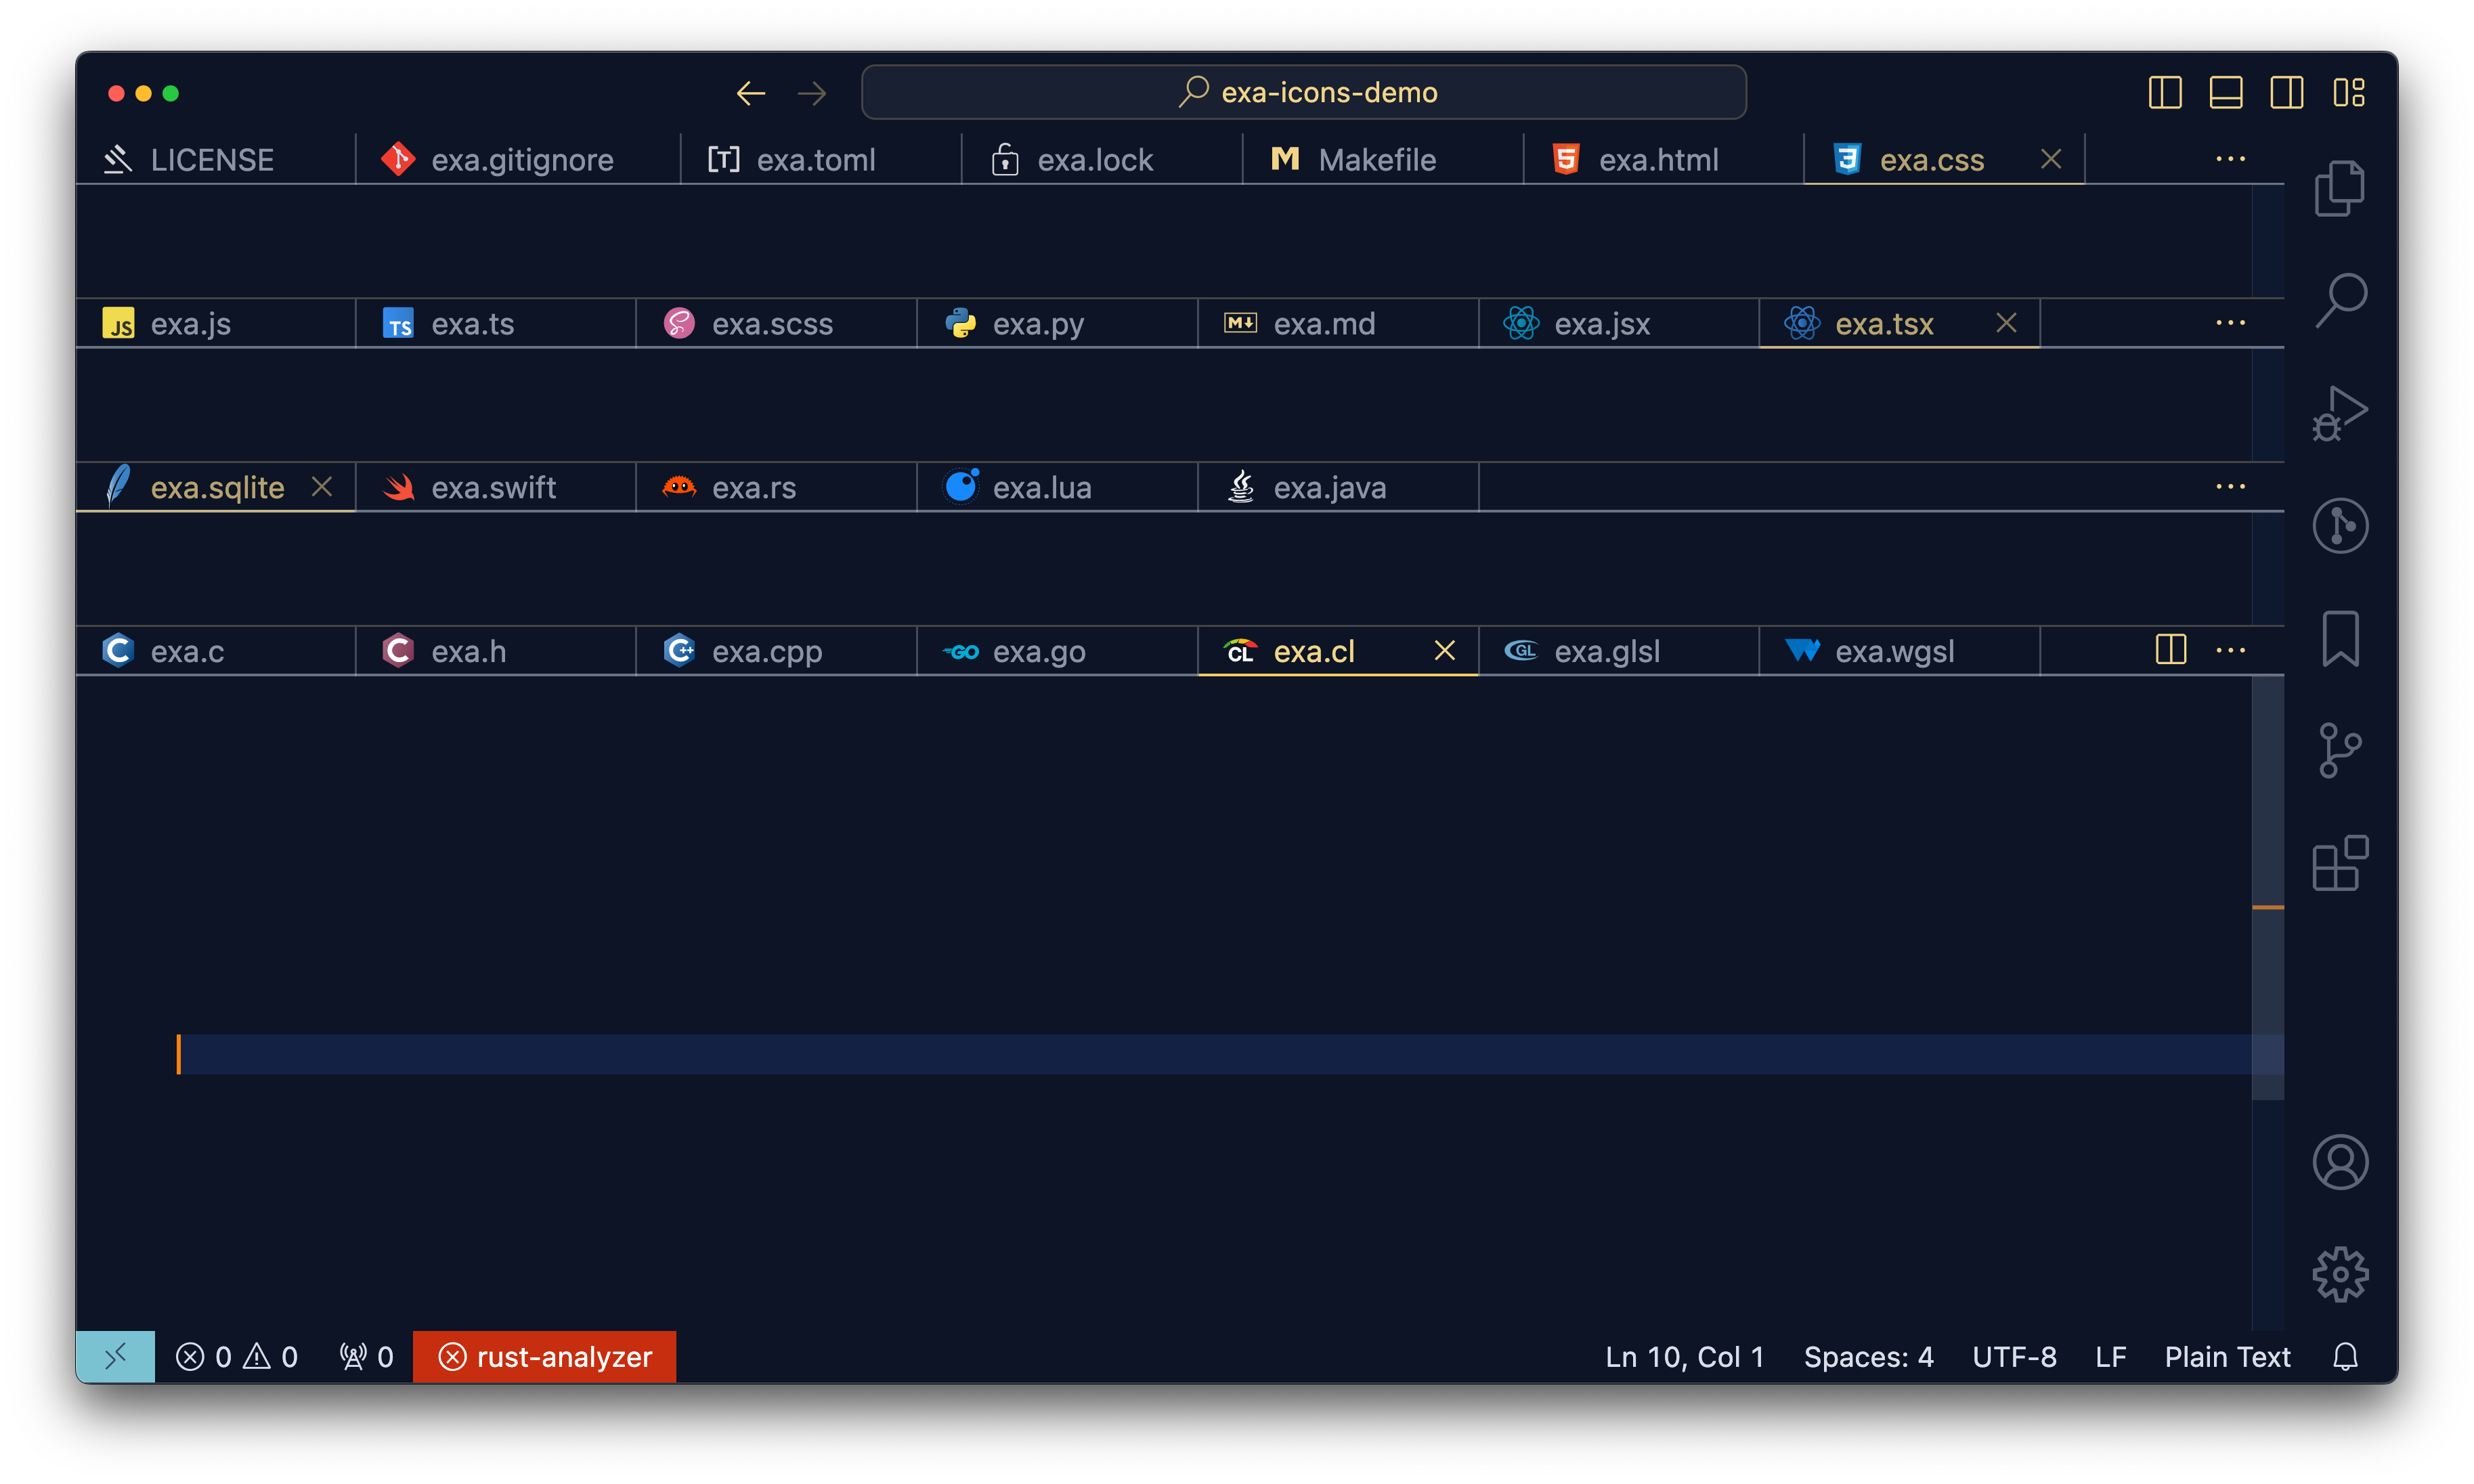 exa-icons-demo
LICENSE exa.gitignore [T] exa.toml exa.lock M Makefile 5 exa.html 3 exa.css
JS exa.js TS exa.ts exa.scss exa.py M exa.md exa.jsx exa.tsx
exa.sqlite exa.swift exa.rs exa.lua exa.java
C exa.c C exa.h C++ exa.cpp GO exa.go CL exa.cl GL exa.glsl W exa.wgsl
0 0 0 rust-analyzer Ln 10, Col 1 Spaces: 4 UTF-8 LF Plain Text